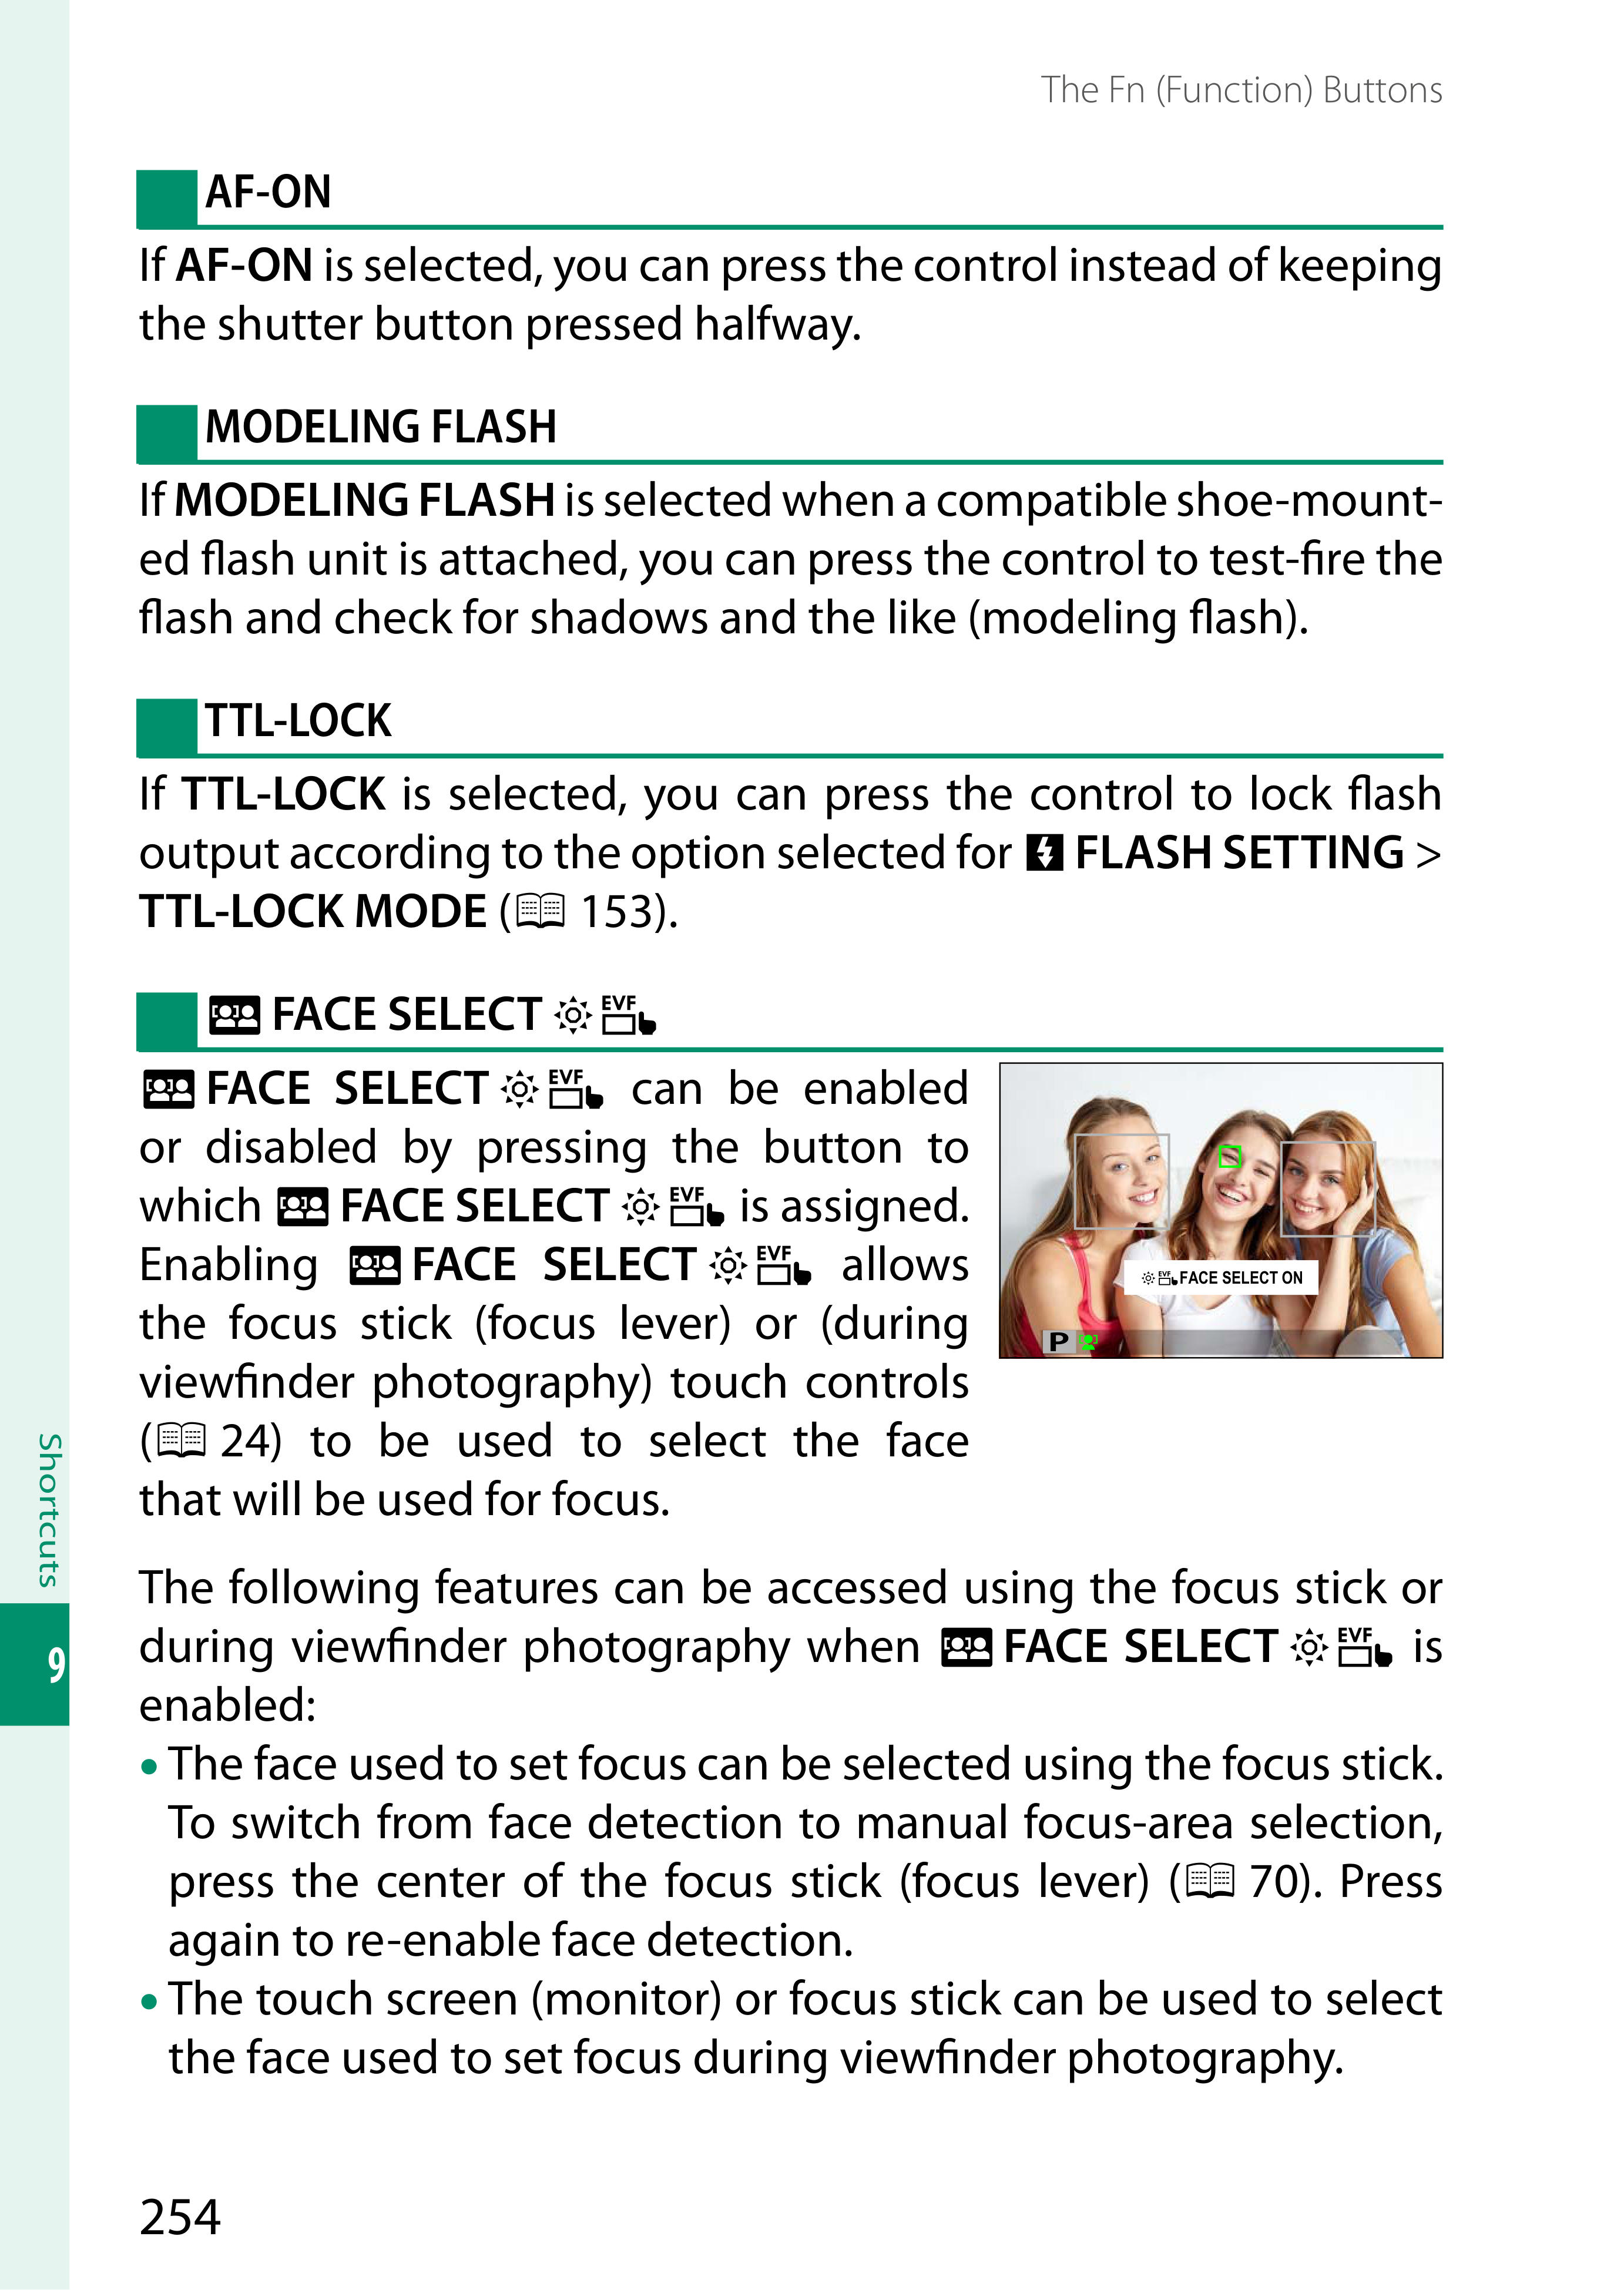 The Fn (Function) Buttons
AF-ON
If AF-ON is selected, you can press the control instead of keeping
the shutter button pressed halfway.
MODELING FLASH
If MODELING FLASH is selected when a compatible shoe-mount-
ed flash unit is attached, you can press the control to test-fire the
flash and check for shadows and the like (modeling flash).
TTL-LOCK
If TTL-LOCK is selected, you can press the control to lock flash
output according to the option selected for FLASH SETTING >
TTL-LOCK MODE ( 153).
FACE SELECT EVF
FACE SELECT EVF can be enabled
or disabled by pressing the button to
which FACE SELECT EVF is assigned.
Enabling FACE SELECT EVF allows
the focus stick (focus lever) or (during
viewfinder photography) touch controls
( 24) to be used to select the face
that will be used for focus.
EVF FACE SELECT ON
P
The following features can be accessed using the focus stick or
during viewfinder photography when FACE SELECT EVF is
enabled:
• The face used to set focus can be selected using the focus stick.
To switch from face detection to manual focus-area selection,
press the center of the focus stick (focus lever) ( 70). Press
again to re-enable face detection.
• The touch screen (monitor) or focus stick can be used to select
the face used to set focus during viewfinder photography.
Shortcuts
9
254